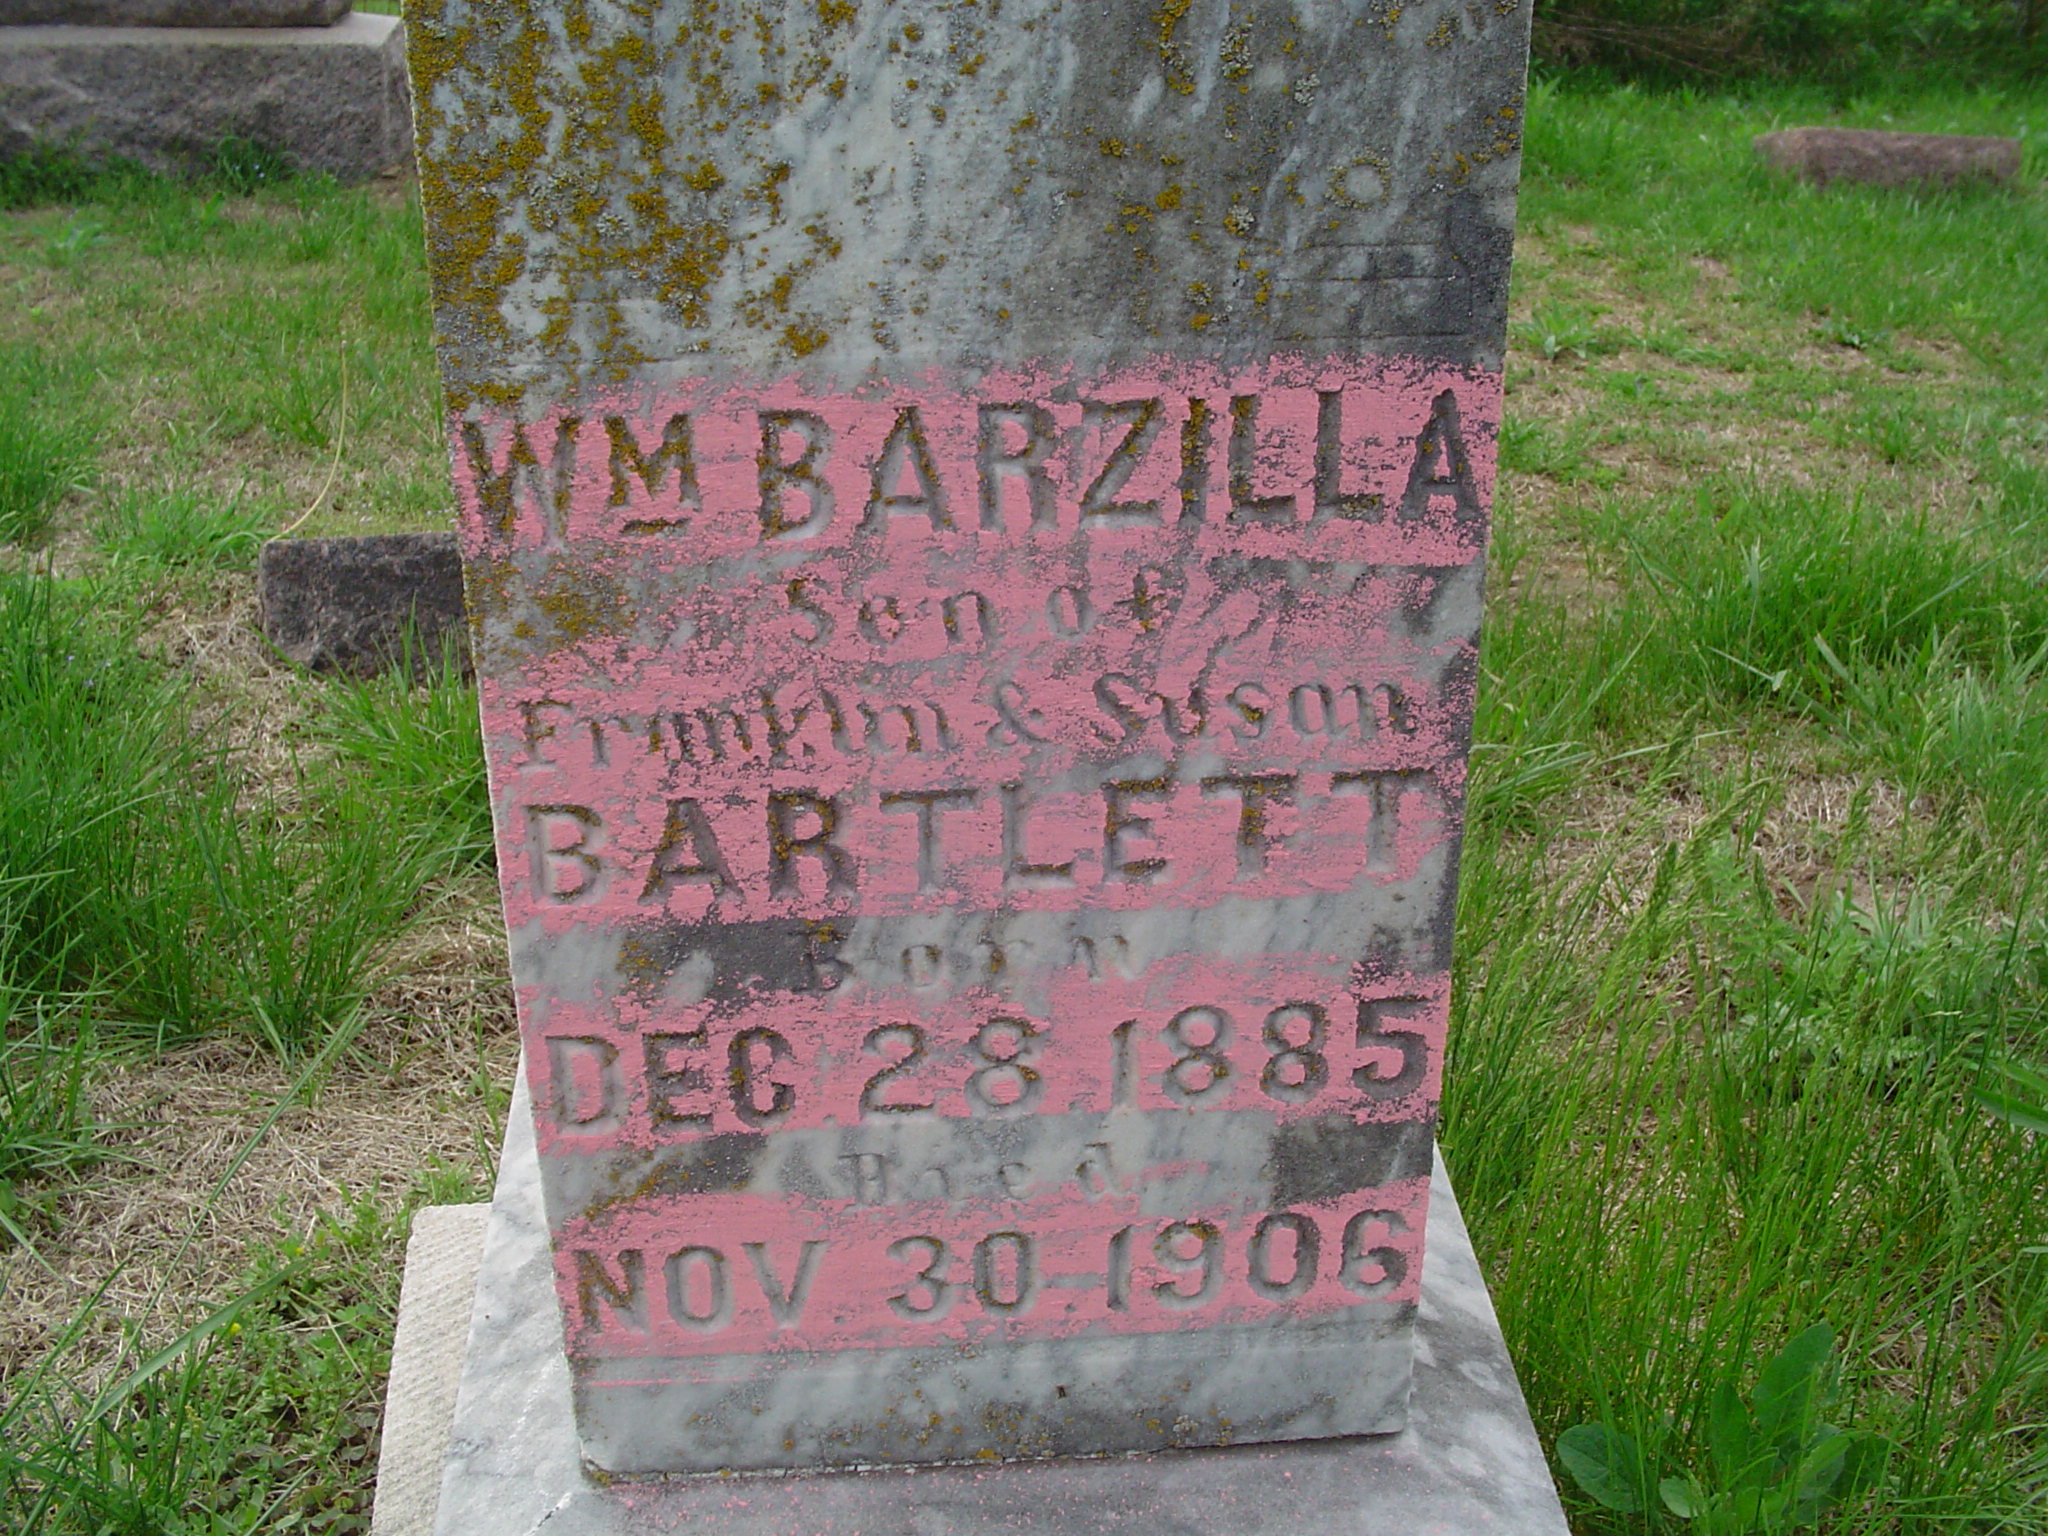 WM BARZILLA
Son of
Franklin & Susan
BARTLETT
Born
DEC 28 1885
Died
NOV 30 1906